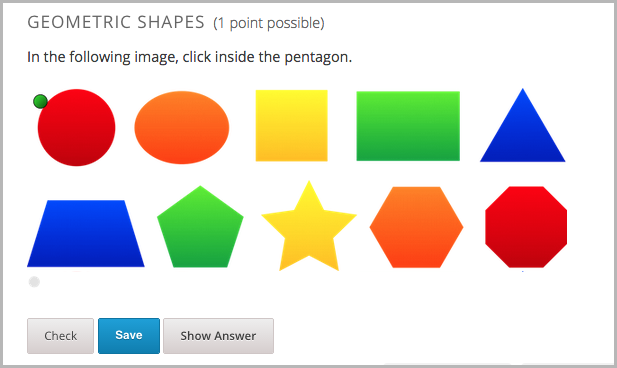 GEOMETRIC SHAPES (1 point possible)
In the following image, click inside the pentagon.
Check
Save
Show Answer